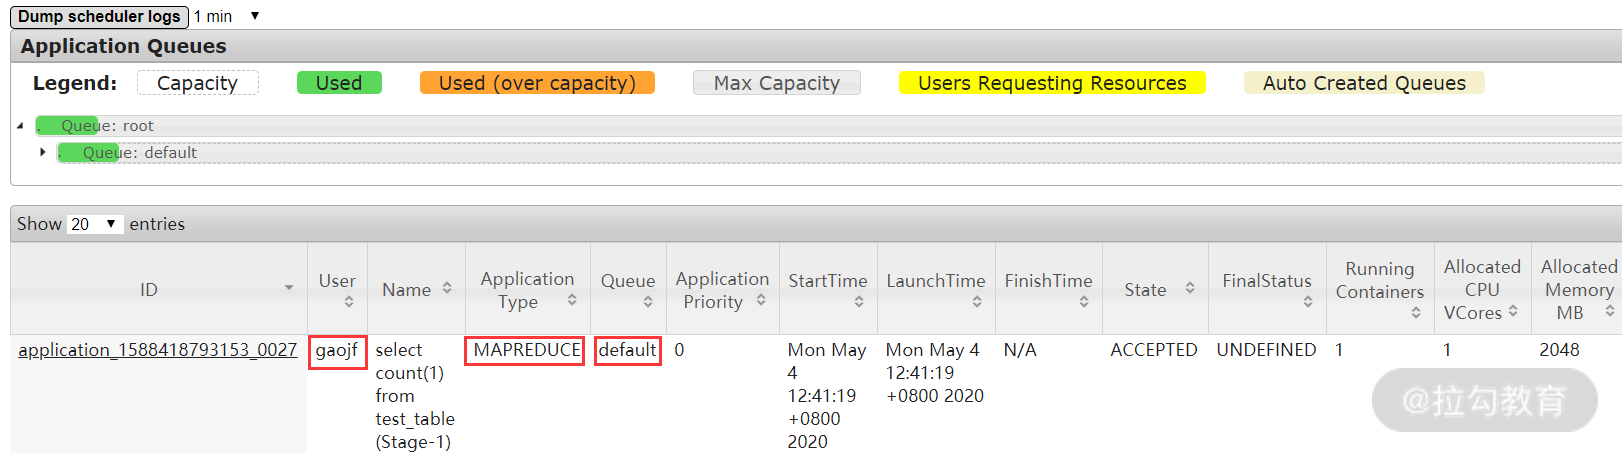 Dump scheduler logs 1 min
Application Queues
Legend: Capacity Used Used (over capacity) Max Capacity Users Requesting Resources Auto Created Queues
. Queue: root
. Queue: default
Show 20 entries
ID User Name Application Type Queue Application Priority StartTime LaunchTime FinishTime State FinalStatus Running Containers Allocated CPU VCores Allocated Memory MB
application_1588418793153_0027 gaojf select MAPREDUCE default 0 Mon May Mon May 4 N/A ACCEPTED UNDEFINED 1 1 2048
count(1) 4 12:41:19
from 12:41:19 +0800 2020
test_table +0800
(Stage-1) 2020
@拉勾教育